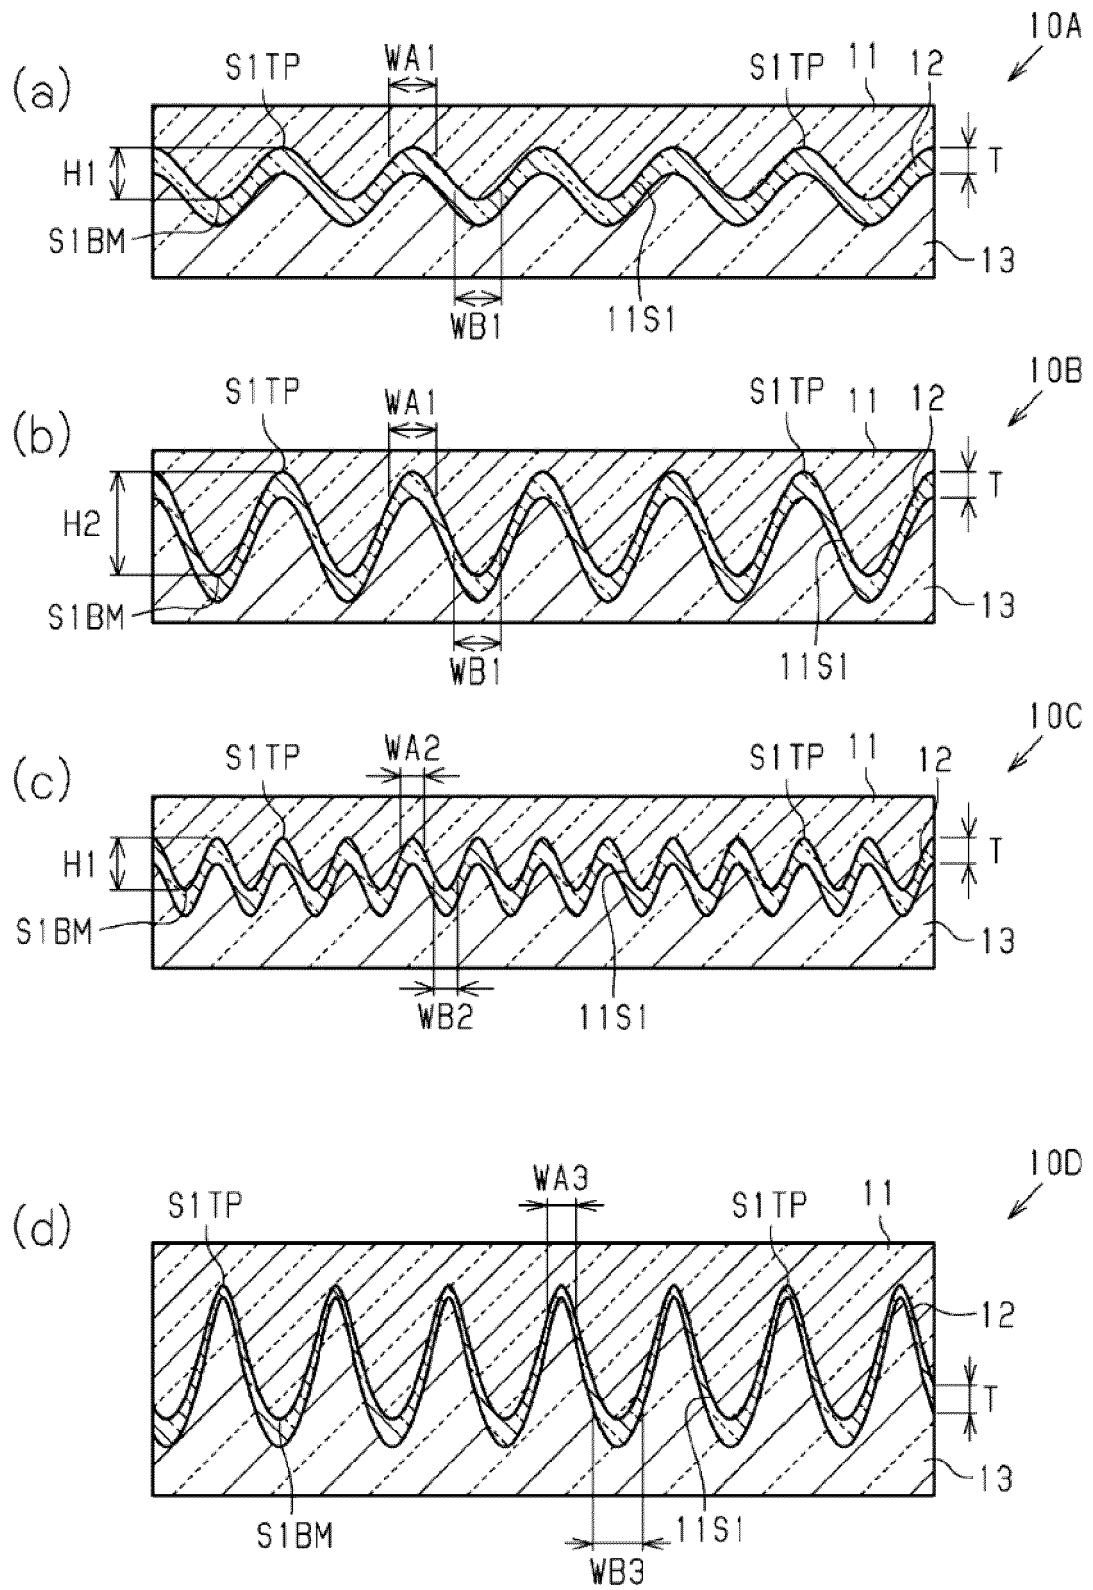 10A
(a) S1TP WA1 S1TP 11 12
H1 T
S1BM 13
WB1 11S1
10B
(b) S1TP WA1 S1TP 11 12
H2 T
S1BM 13
WB1 11S1
10C
(c) S1TP WA2 S1TP 11 12
H1 T
S1BM 13
WB2 11S1
10D
(d) S1TP WA3 S1TP 11
12
T
13
S1BM WB3 11S1